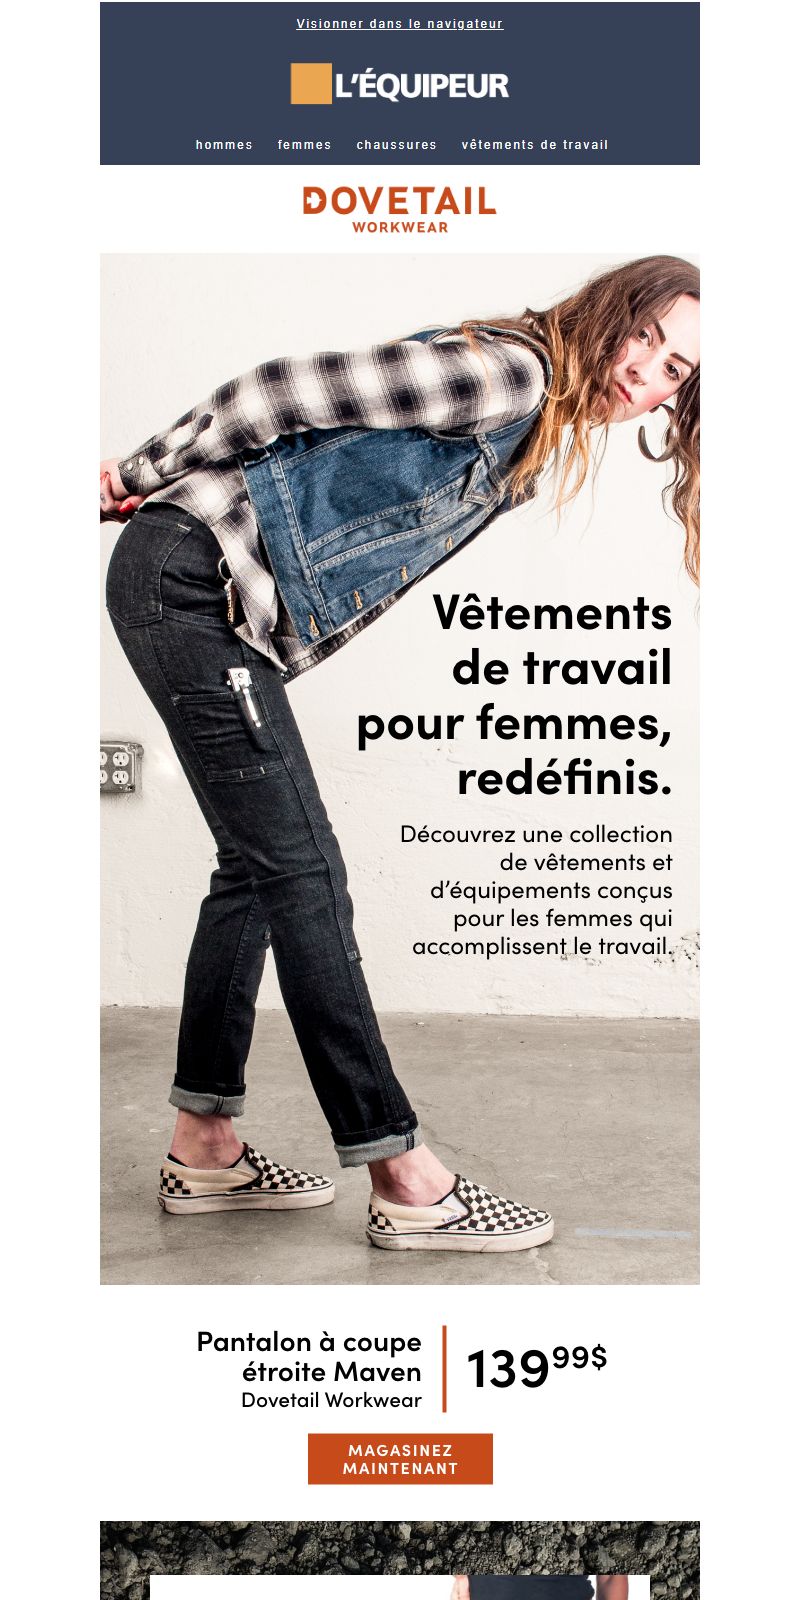 Visionner dans le navigateur
L'ÉQUIPEUR
hommes femmes chaussures vêtements de travail
DOVETAIL
WORKWEAR
Vêtements
de travail
pour femmes,
redéfinis.
Découvrez une collection
de vêtements et
d'équipements conçus
pour les femmes qui
accomplissent le travail.
Pantalon à coupe
étroite Maven
Dovetail Workwear
13999$
MAGASINEZ
MAINTENANT